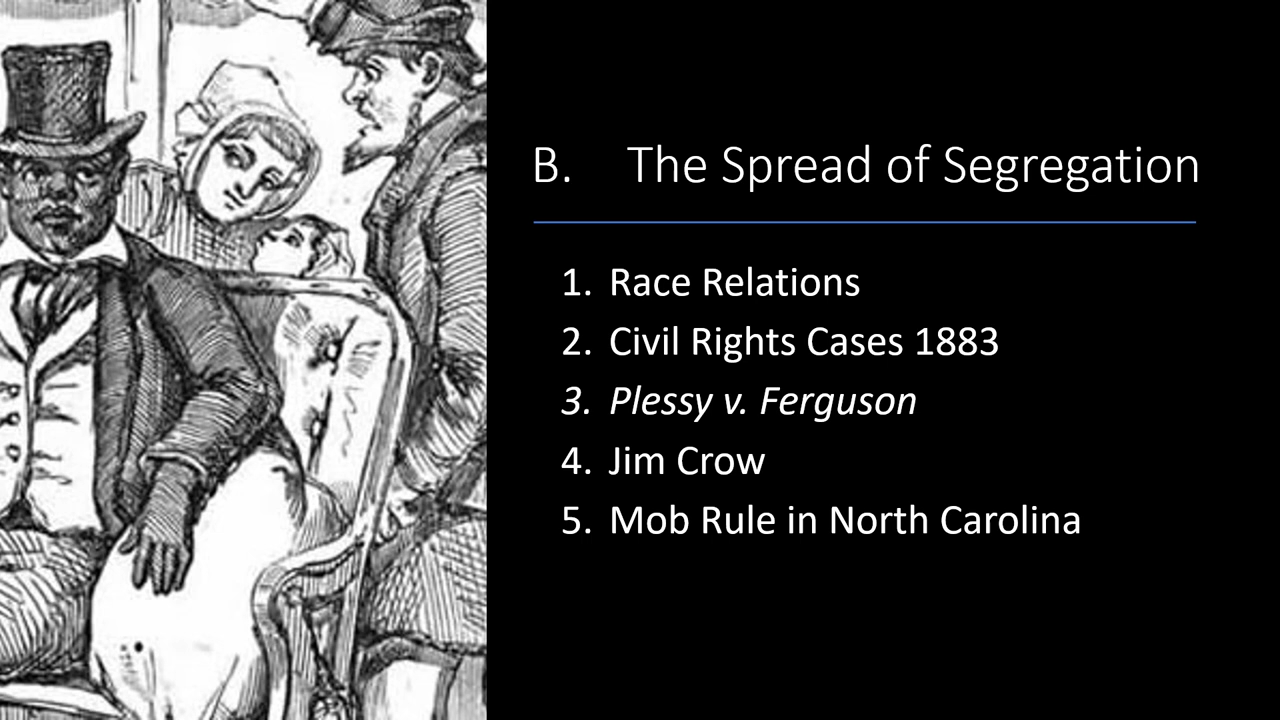 B. The Spread of Segregation
1. Race Relations
2. Civil Rights Cases 1883
3. Plessy v. Ferguson
4. Jim Crow
5. Mob Rule in North Carolina